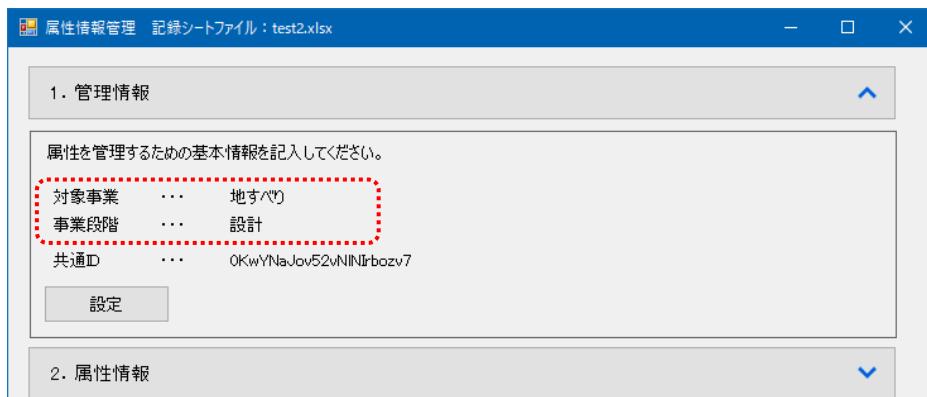 属性情報管理 記録シートファイル：test2.xlsx
1. 管理情報
属性を管理するための基本情報を記入してください。
対象事業 ・・・ 地すべり
事業段階 ・・・ 設計
共通ID ・・・ 0KwYNaJov52vNlNIrbozv7
設定
2. 属性情報